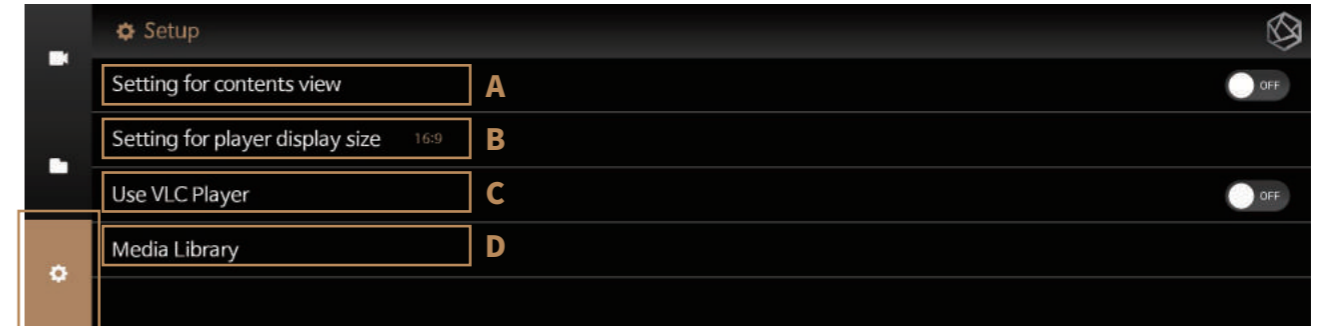 Setup
Setting for contents view A OFF
Setting for player display size 16:9 B
Use VLC Player C OFF
Media Library D